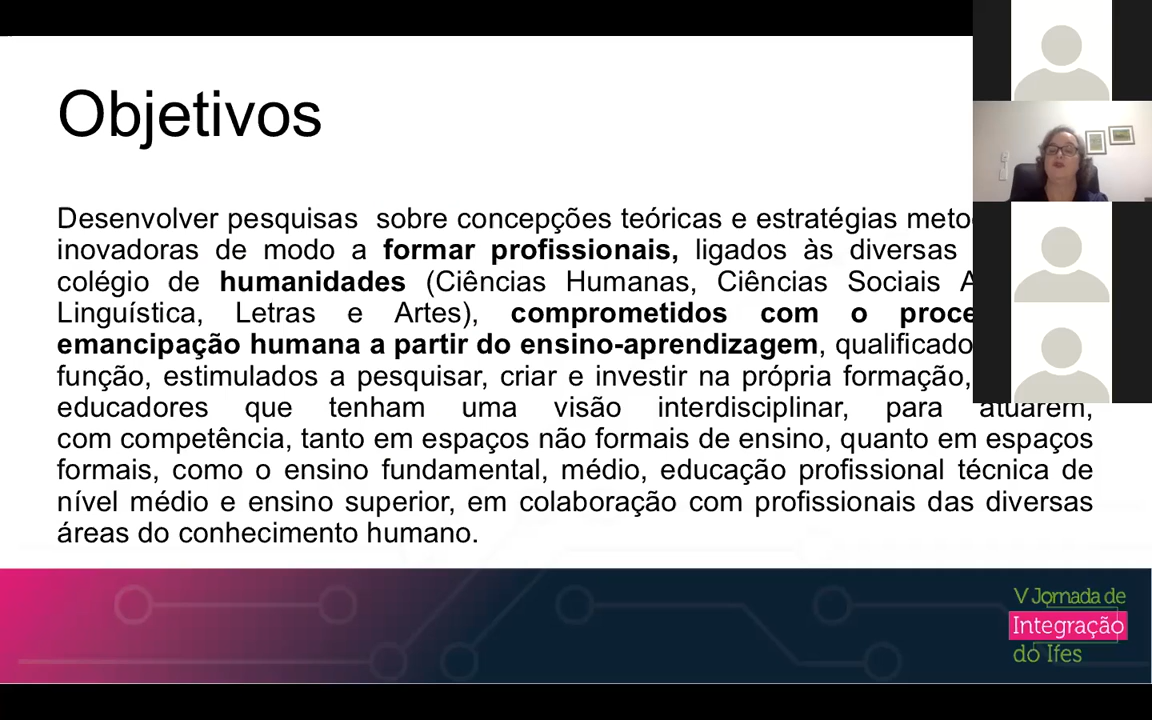 Objetivos
Desenvolver pesquisas sobre concepções teóricas e estratégias
inovadoras de modo a formar profissionais, ligados às diversas
colégio de humanidades (Ciências Humanas, Ciências Sociais
Linguística, Letras e Artes), comprometidos com o
emancipação humana a partir do ensino-aprendizagem,
função, estimulados a pesquisar, criar e investir na própria formação,
educadores que tenham uma visão interdisciplinar, para atuarem,
com competência, tanto em espaços não formais de ensino, quanto em espaços
formais, como o ensino fundamental, médio, educação profissional técnica de
nível médio e ensino superior, em colaboração com profissionais das diversas
áreas do conhecimento humano.
V Jornada de
Integração
do Ifes